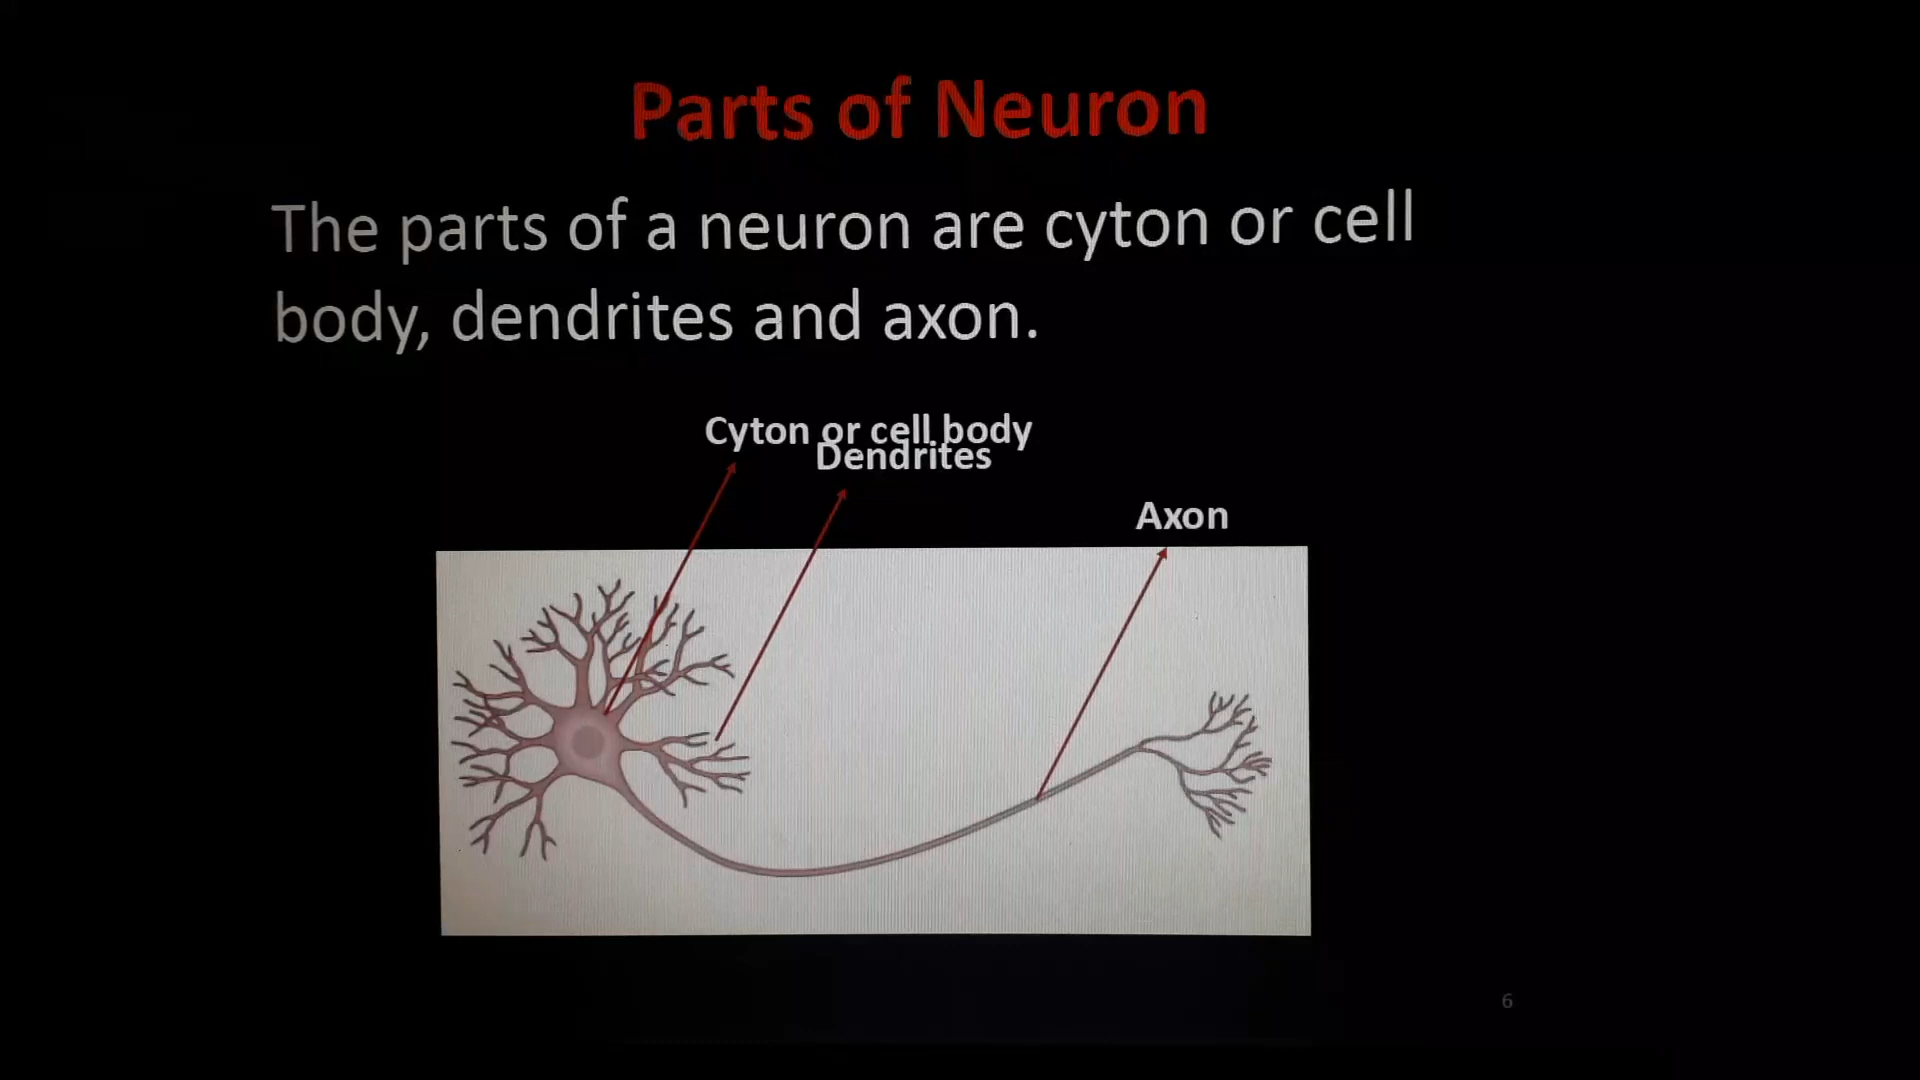 Parts of Neuron
The parts of a neuron are cyton or cell
body, dendrites and axon.
Cyton or cell body
Dendrites
Axon
6